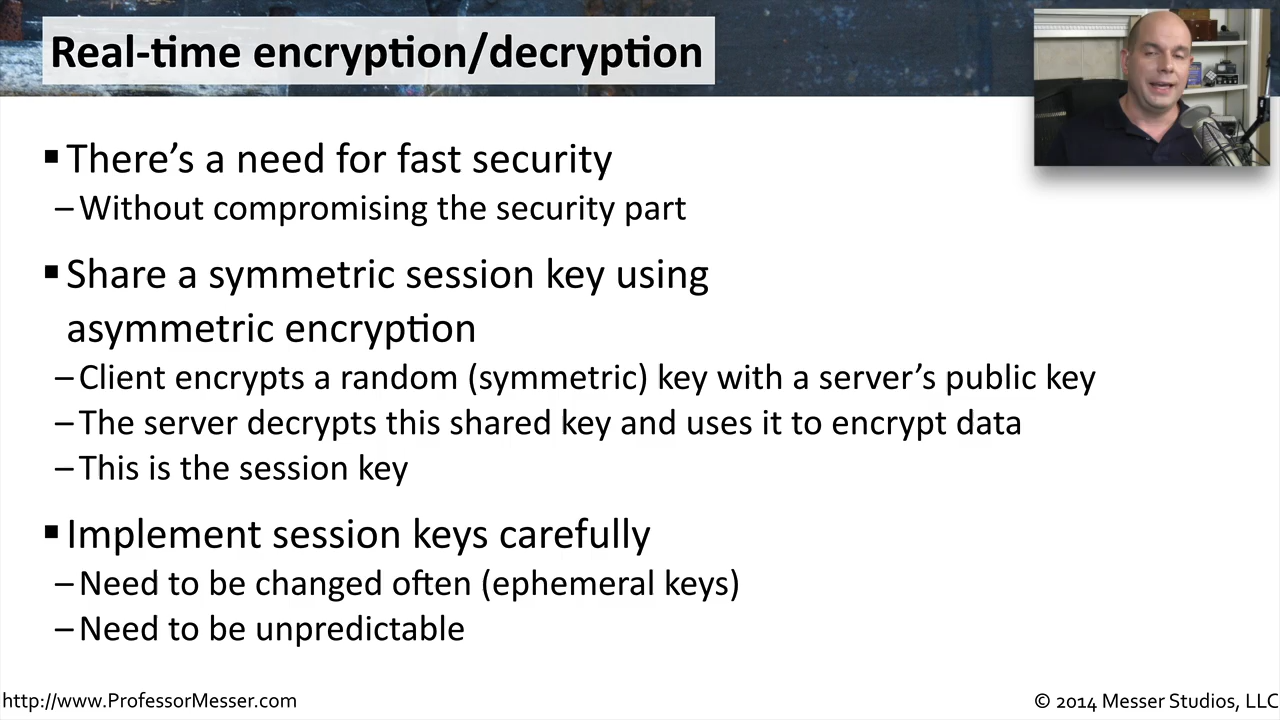 Real-time encryption/decryption
▪ There’s a need for fast security
– Without compromising the security part
▪ Share a symmetric session key using
asymmetric encryption
– Client encrypts a random (symmetric) key with a server’s public key
– The server decrypts this shared key and uses it to encrypt data
– This is the session key
▪ Implement session keys carefully
– Need to be changed often (ephemeral keys)
– Need to be unpredictable
http://www.ProfessorMesser.com
© 2014 Messer Studios, LLC